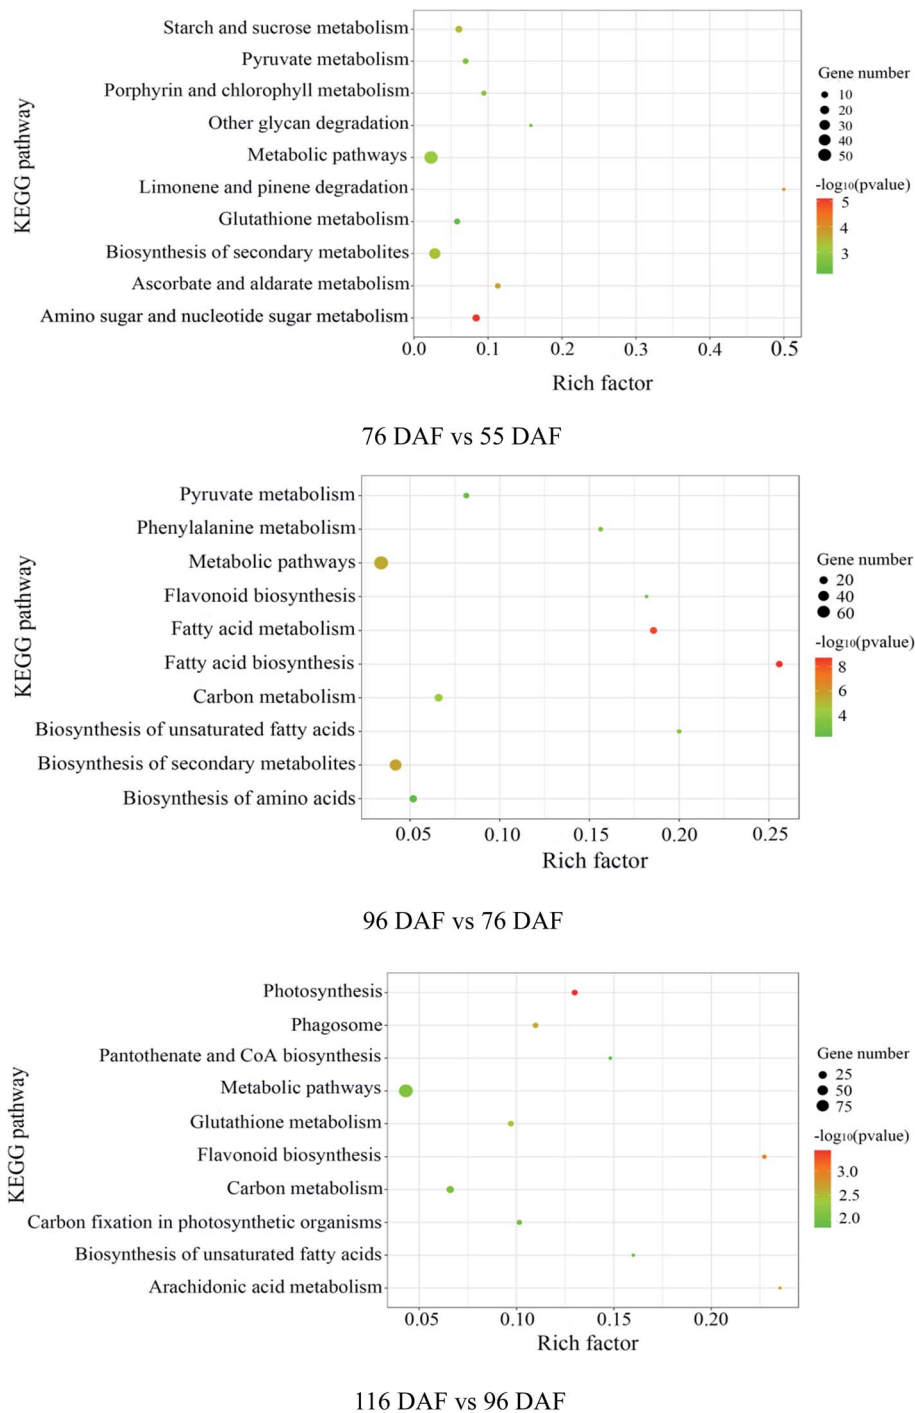 KEGG pathway
Starch and sucrose metabolism
Pyruvate metabolism
Porphyrin and chlorophyll metabolism
Other glycan degradation
Metabolic pathways
Limonene and pinene degradation
Glutathione metabolism
Biosynthesis of secondary metabolites
Ascorbate and aldarate metabolism
Amino sugar and nucleotide sugar metabolism
0.0 0.1 0.2 0.3 0.4 0.5
Rich factor
Gene number
10
20
30
40
50
-log10(pvalue)
5
4
3
76 DAF vs 55 DAF
KEGG pathway
Pyruvate metabolism
Phenylalanine metabolism
Metabolic pathways
Flavonoid biosynthesis
Fatty acid metabolism
Fatty acid biosynthesis
Carbon metabolism
Biosynthesis of unsaturated fatty acids
Biosynthesis of secondary metabolites
Biosynthesis of amino acids
0.05 0.10 0.15 0.20 0.25
Rich factor
Gene number
20
40
60
-log10(pvalue)
8
6
4
96 DAF vs 76 DAF
KEGG pathway
Photosynthesis
Phagosome
Pantothenate and CoA biosynthesis
Metabolic pathways
Glutathione metabolism
Flavonoid biosynthesis
Carbon metabolism
Carbon fixation in photosynthetic organisms
Biosynthesis of unsaturated fatty acids
Arachidonic acid metabolism
0.05 0.10 0.15 0.20
Rich factor
Gene number
25
50
75
-log10(pvalue)
3.0
2.5
2.0
116 DAF vs 96 DAF